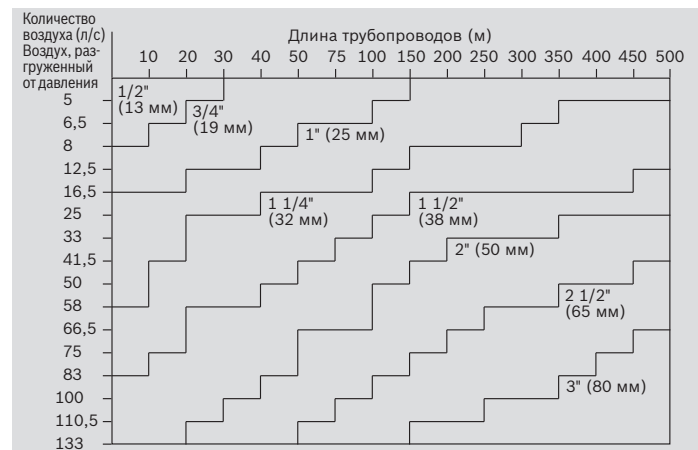 Количество
воздуха (л/с)
Воздух, раз-
груженный
от давления
Длина трубопроводов (м)
10 20 30 40 50 75 100 150 200 250 300 350 400 450 500
1/2"
(13 мм)
3/4"
(19 мм)
1" (25 мм)
1 1/4"
(32 мм)
1 1/2"
(38 мм)
2" (50 мм)
2 1/2"
(65 мм)
3" (80 мм)
5
6,5
8
12,5
16,5
25
33
41,5
50
58
66,5
75
83
100
110,5
133